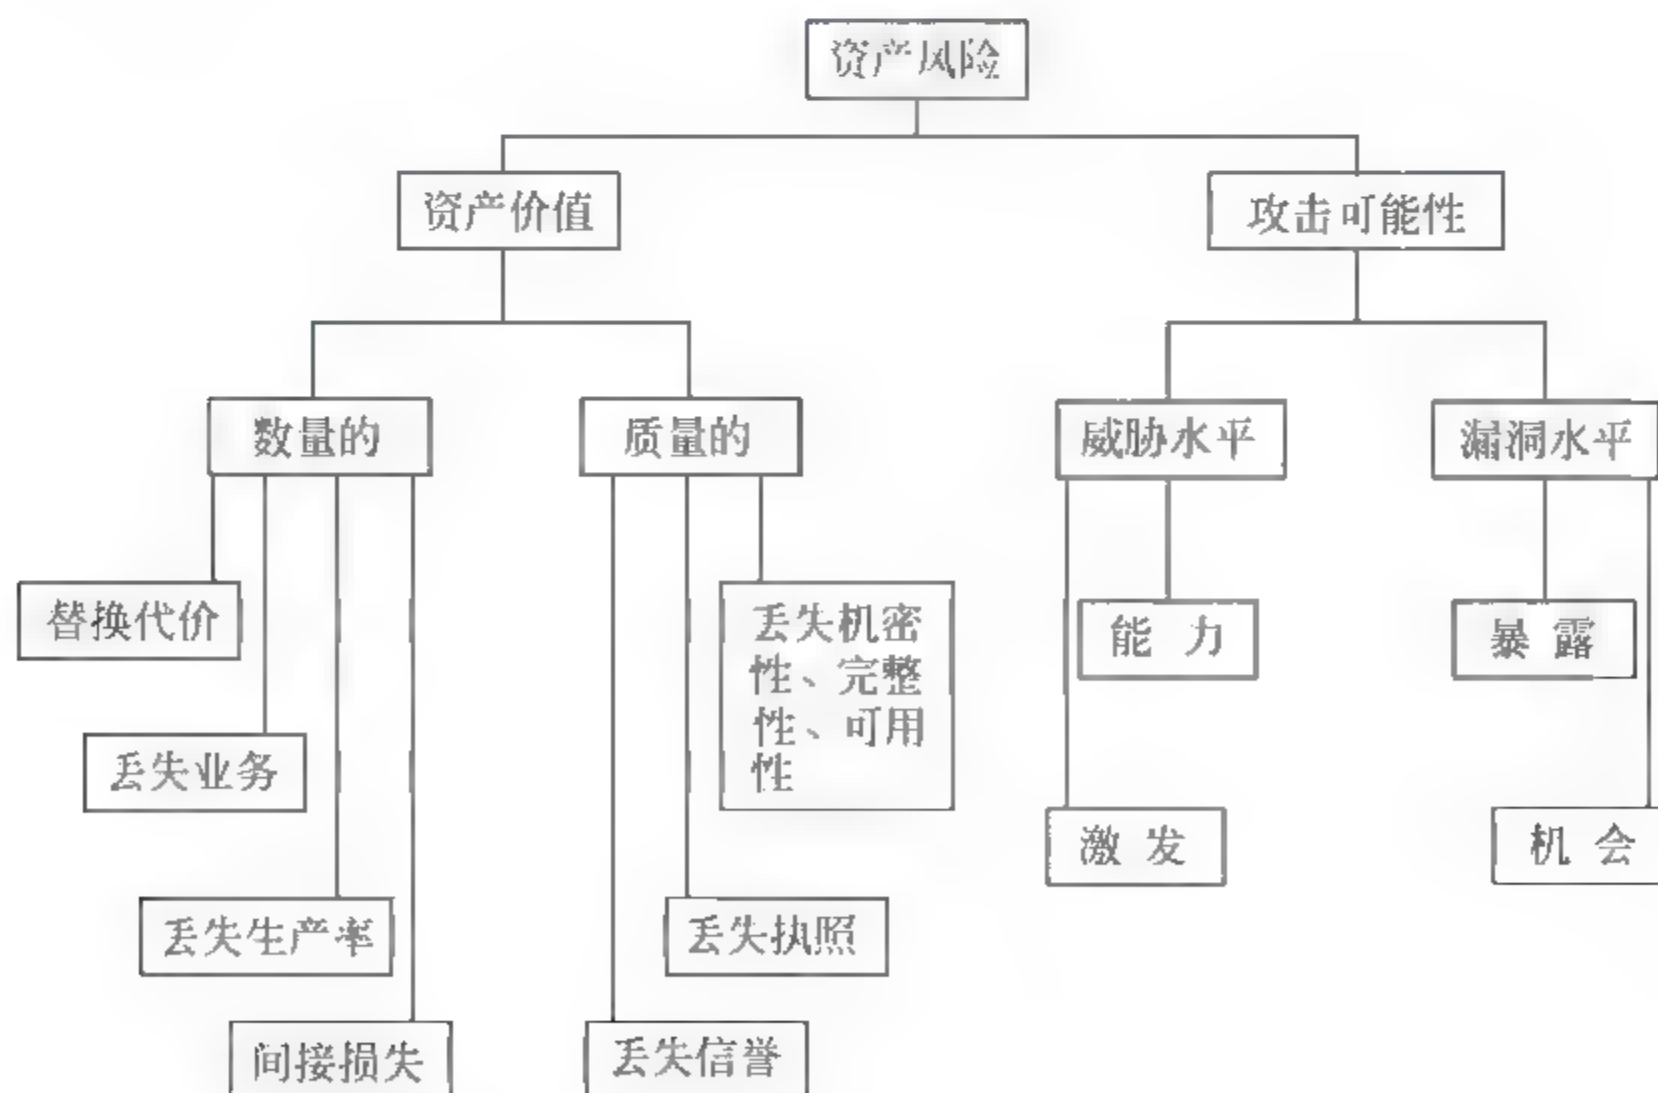 资产风险
资产价值
攻击可能性
数量的
质量的
威胁水平
漏洞水平
替换代价
丢失机密
性、完整
性、可用
性
能 力
暴 露
丢失业务
激 发
机 会
丢失生产率
丢失执照
间接损失
丢失信誉